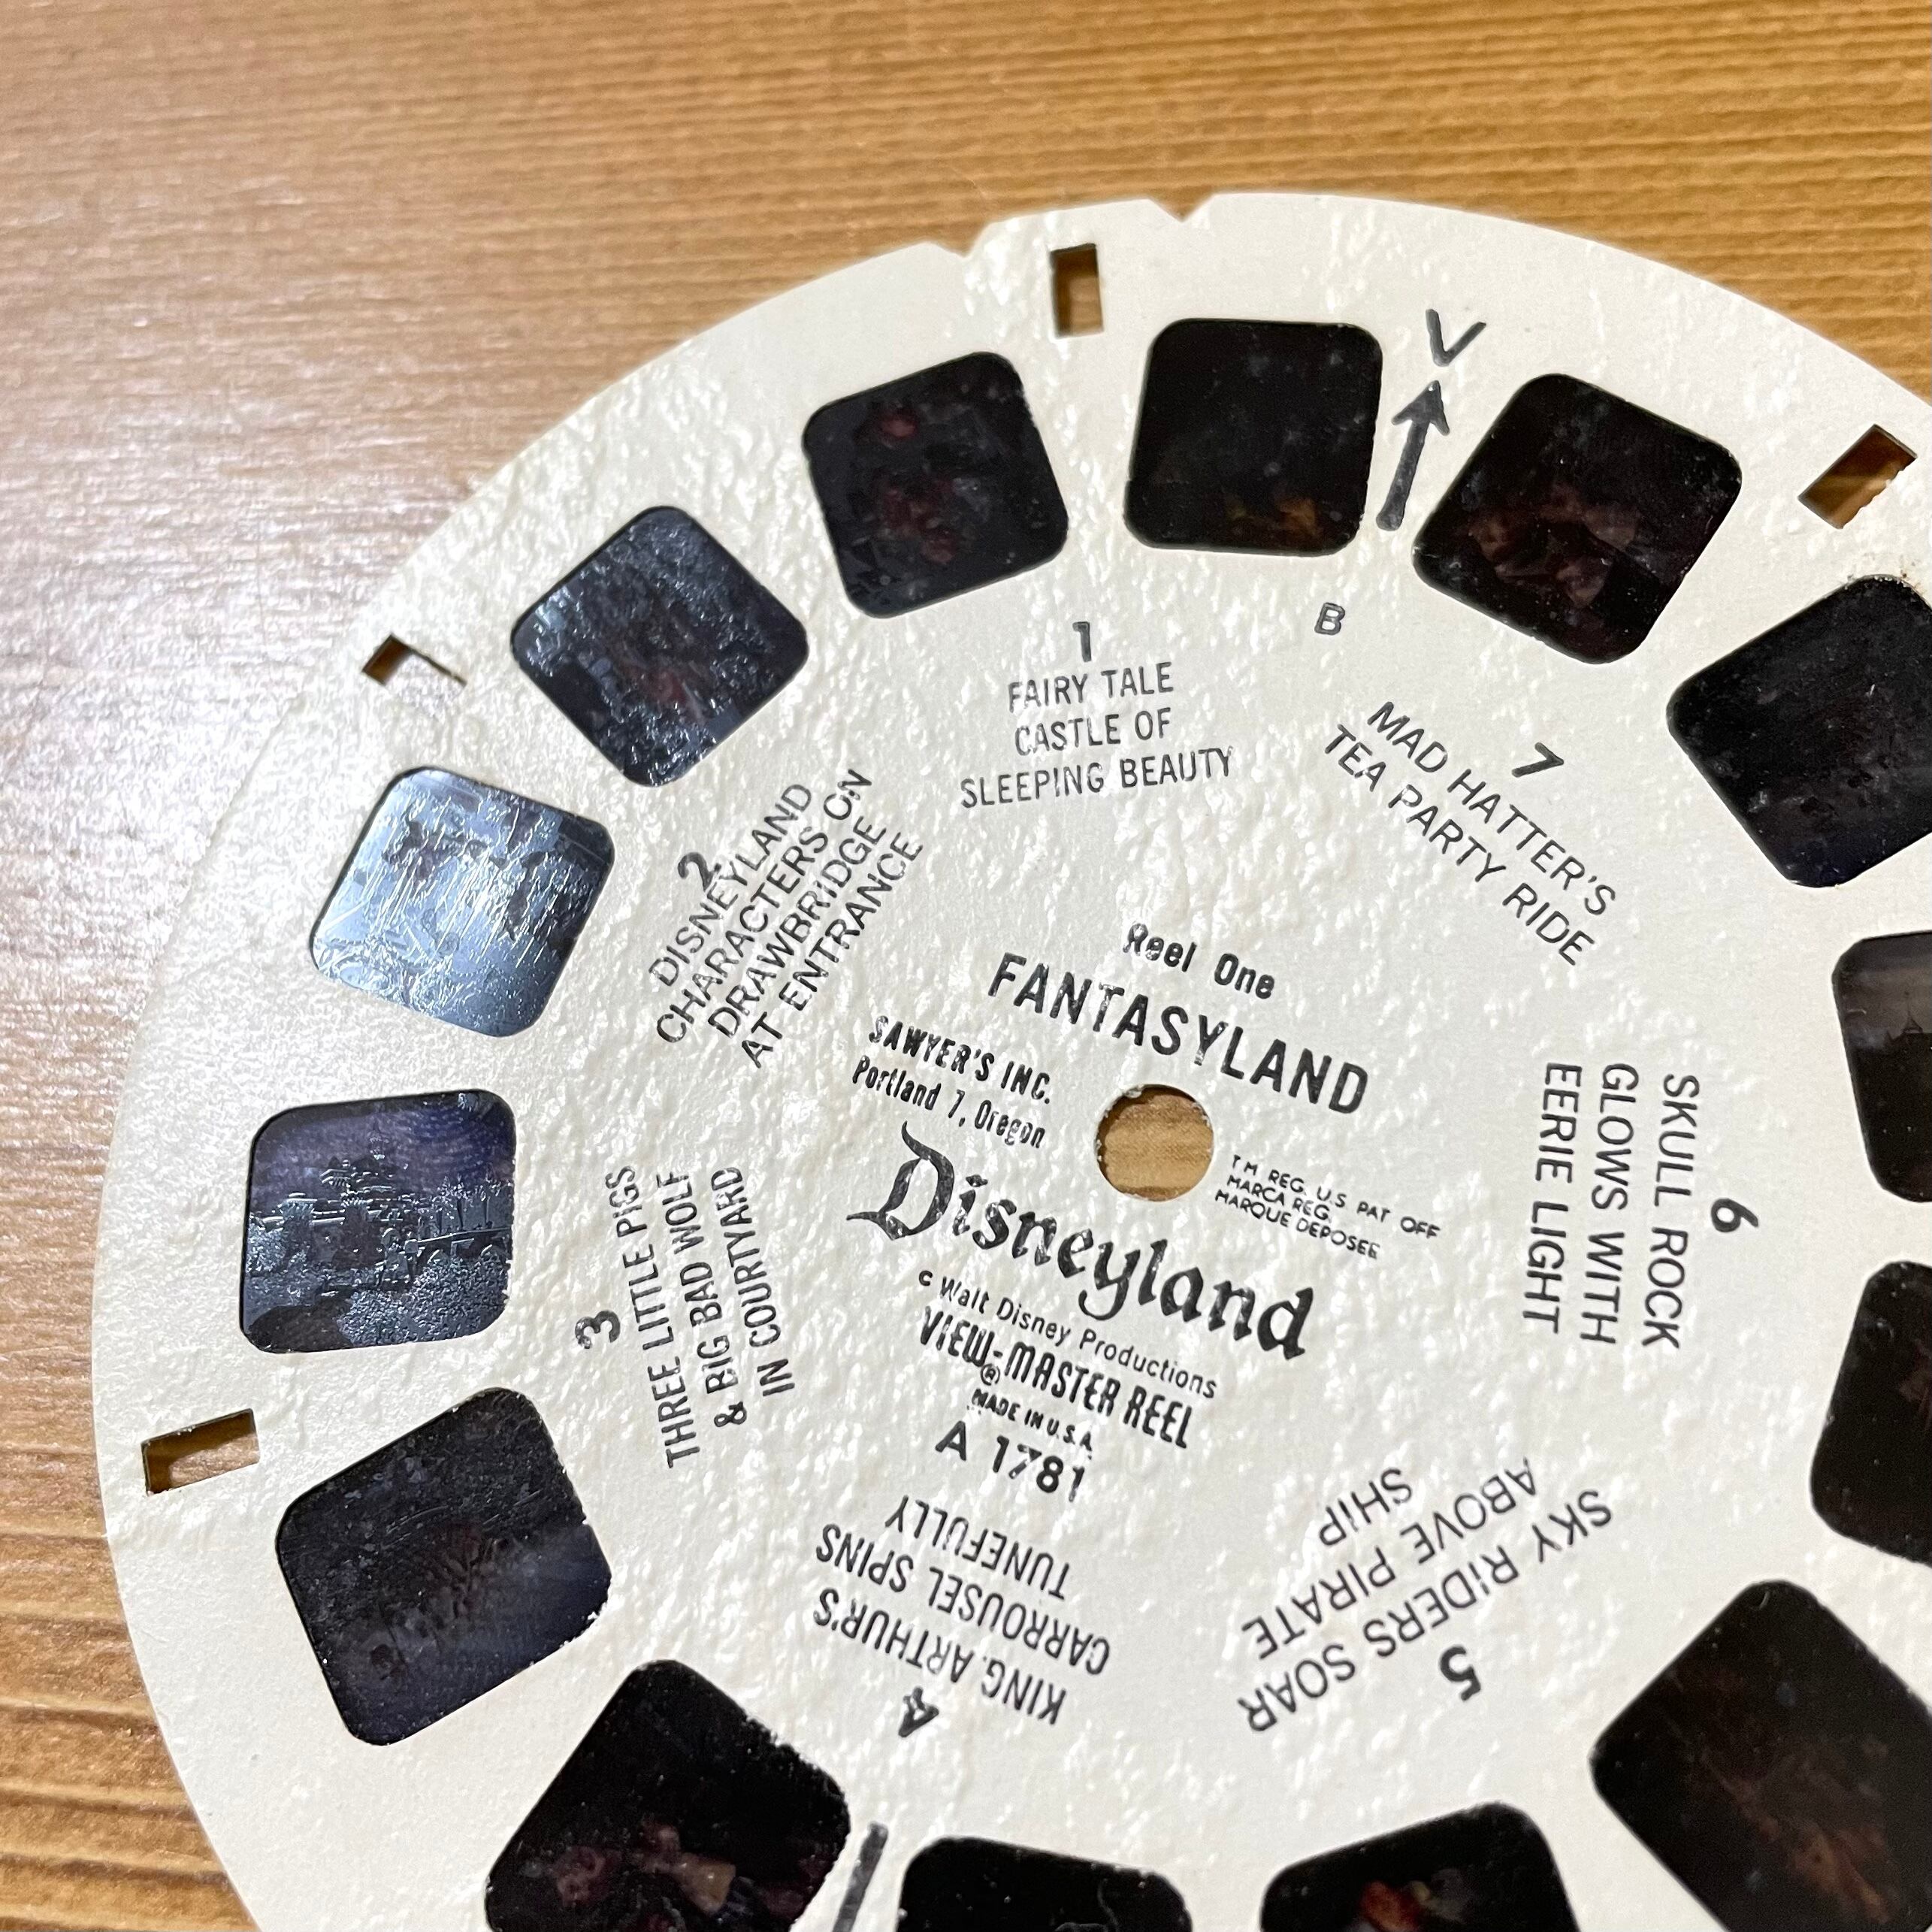 V
B
1
FAIRY TALE
CASTLE OF
SLEEPING BEAUTY
2
DISNEYLAND
CHARACTERS ON
DRAWBRIDGE
AT ENTRANCE
3
THREE LITTLE PIGS
& BIG BAD WOLF
IN COURTYARD
4
KING ARTHUR'S
CARROUSEL SPINS
TUNEFULLY
5
SKY RIDERS SOAR
ABOVE PIRATE
SHIP
6
SKULL ROCK
GLOWS WITH
EERIE LIGHT
7
MAD HATTER'S
TEA PARTY RIDE
Reel One
FANTASYLAND
SAWYER'S INC.
Portland 7, Oregon
T M REG. U.S PAT OFF
MARCA REG.
MARQUE DEPOSEE
Disneyland
c Walt Disney Productions
VIEW-MASTER REEL
®
MADE IN U.S.A.
A 1781